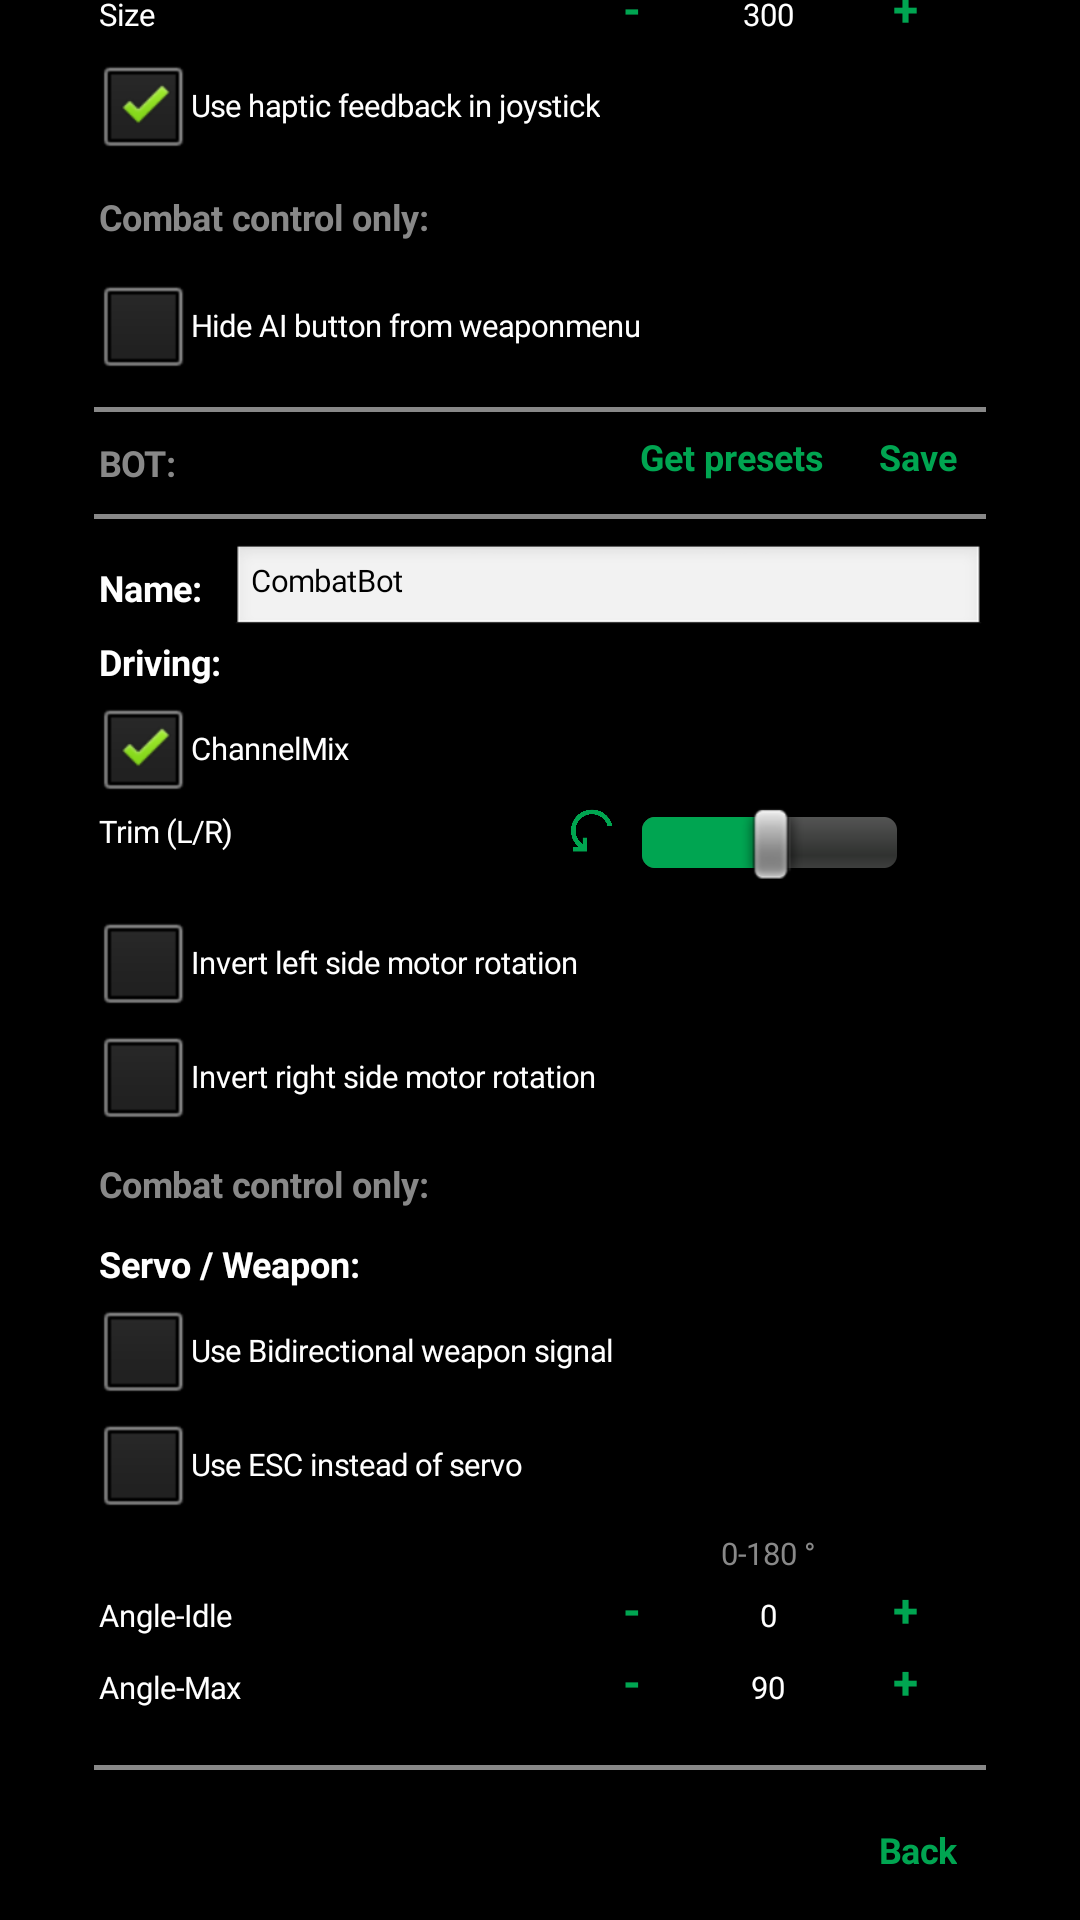 Size - 300 +
Use haptic feedback in joystick
Combat control only:
Hide AI button from weaponmenu
BOT: Get presets Save
Name: CombatBot
Driving:
ChannelMix
Trim (L/R)
Invert left side motor rotation
Invert right side motor rotation
Combat control only:
Servo / Weapon:
Use Bidirectional weapon signal
Use ESC instead of servo
0-180 °
Angle-Idle - 0 +
Angle-Max - 90 +
Back